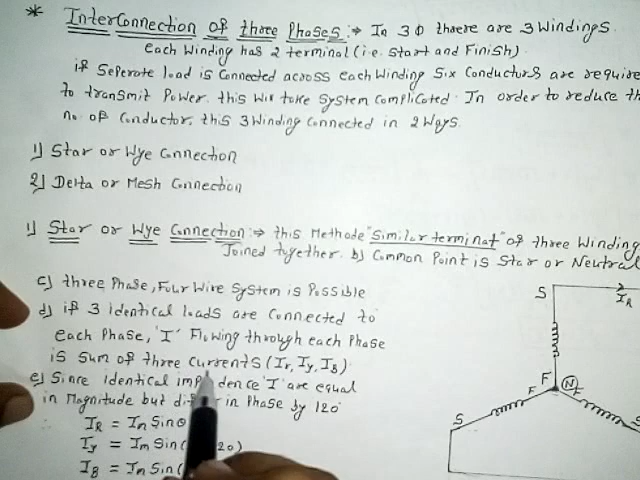 * InterConnection of three Phases :→ In 3 Φ there are 3 Windings.
Each Winding has 2 terminal (i.e. Start and Finish)
if Seperote load is Connected across each Winding Six Conductors are require
to transmit Power. this Will take System Complicated. In order to reduce th
no. of Conductor, this 3 Winding Connected in 2 Ways.
1] Star or Wye Connection
2] Delta or Mesh Connection
1] Star or Wye Connection :⇒ this Methode "Similar terminat" of three Winding
Joined together. b] Common Point is Star or Neutral
c] three Phase, Four Wire System is Possible
d] if 3 identical loads are Connected to
each Phase, 'I' Flowing through each Phase
is Sum of three Currents (Ir, Iy, IB)
e] Since identical imp dence 'I' are equal
in Magnitude but di in Phase by 120
∴ IR = Im Sinθ
Iy = Im Sin( 20)
IB = Im Sin(
S
IR
F
N
F
F
S
S